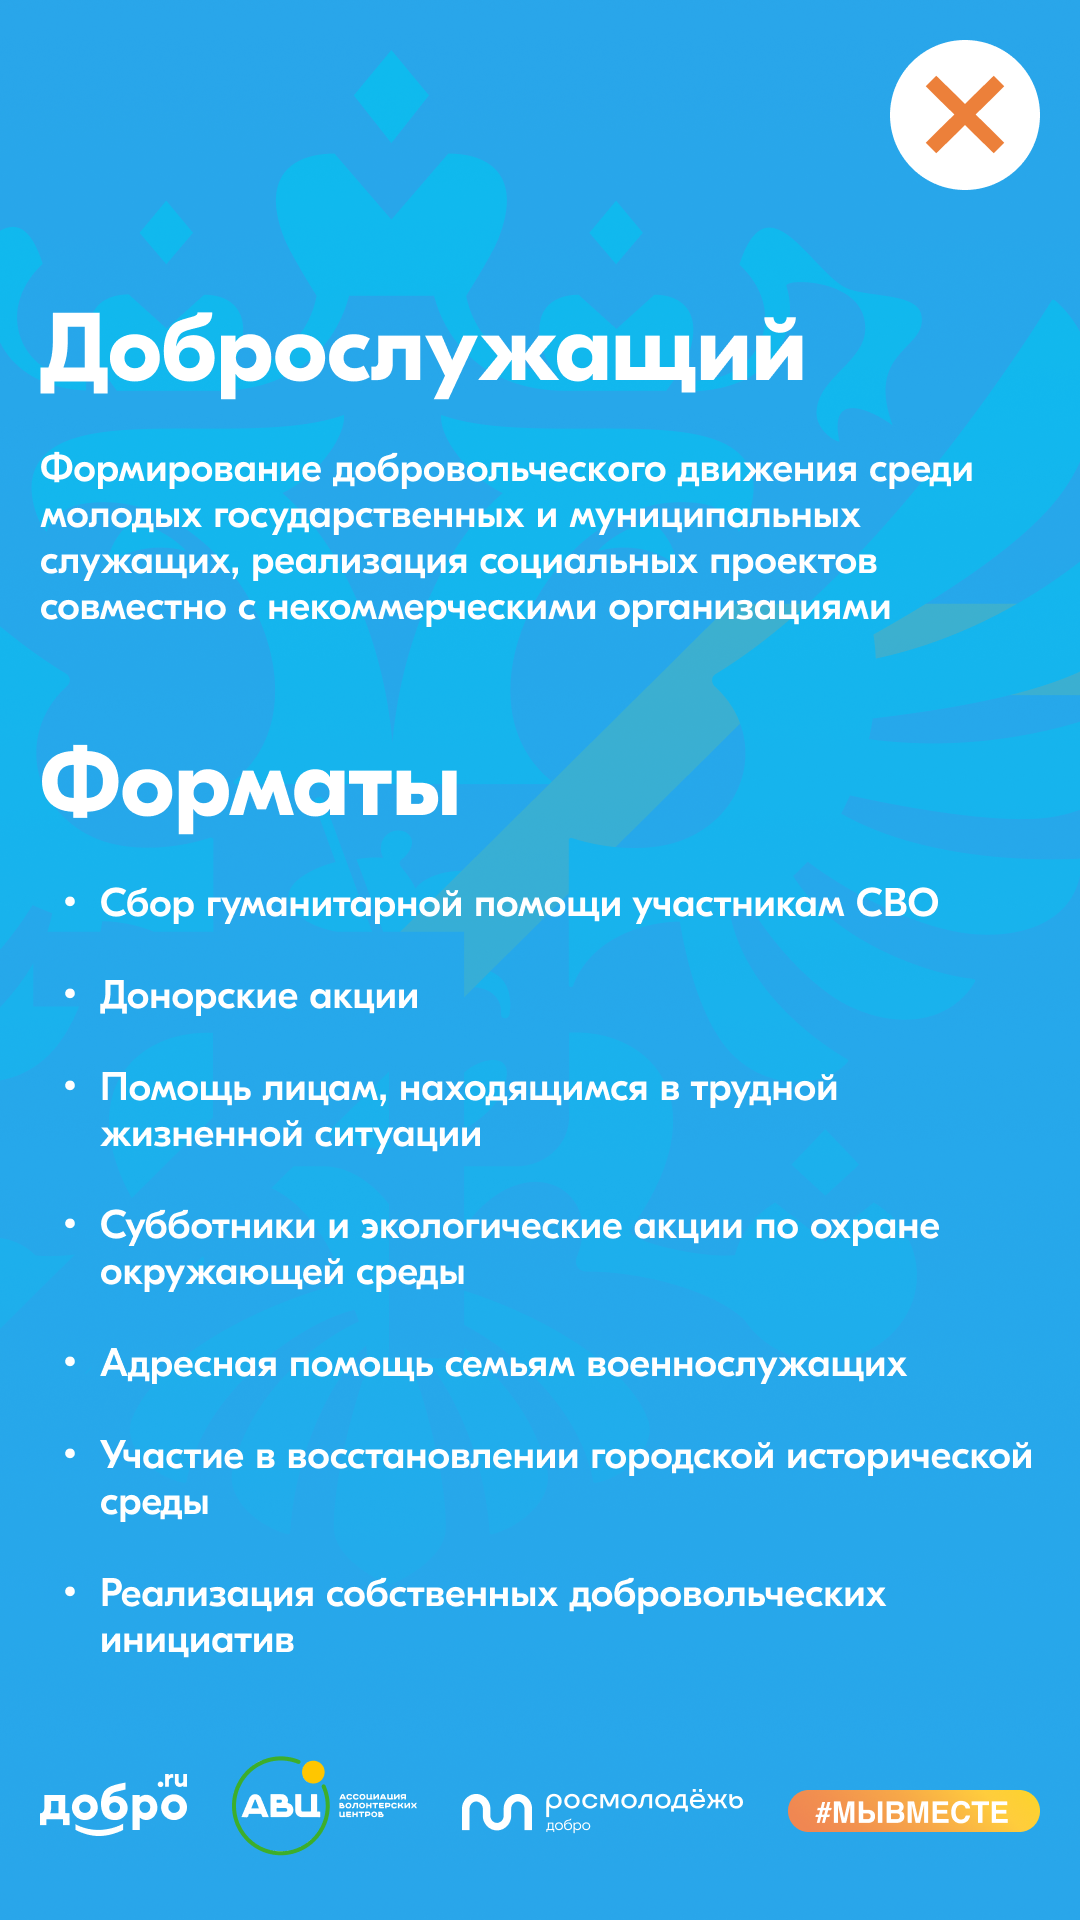 Доброслужащий
Формирование добровольческого движения среди
молодых государственных и муниципальных
служащих, реализация социальных проектов
совместно с некоммерческими организациями
Форматы
• Сбор гуманитарной помощи участникам СВО
• Донорские акции
• Помощь лицам, находящимся в трудной
жизненной ситуации
• Субботники и экологические акции по охране
окружающей среды
• Адресная помощь семьям военнослужащих
• Участие в восстановлении городской исторической
среды
• Реализация собственных добровольческих
инициатив
добро.ru
АВЦ
АССОЦИАЦИЯ
ВОЛОНТЕРСКИХ
ЦЕНТРОВ
росмолодёжь
добро
#МЫВМЕСТЕ